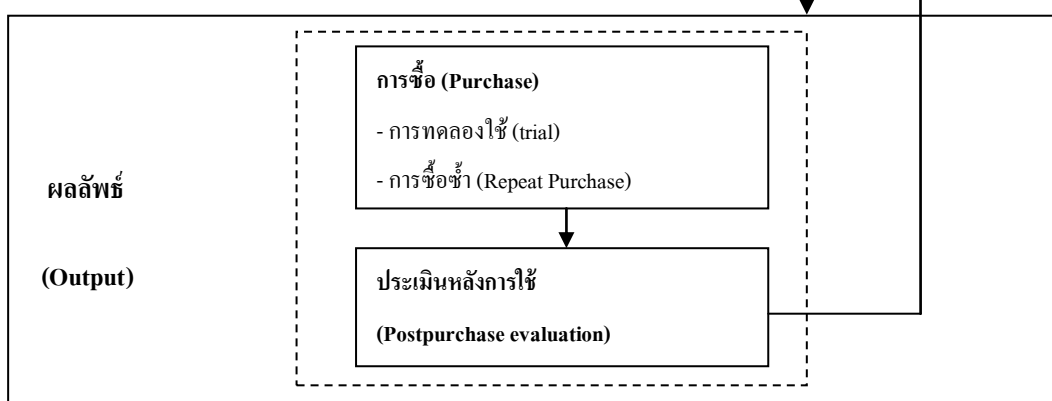 การซื้อ (Purchase)
- การทดลองใช้ (trial)
- การซื้อซ้ำ (Repeat Purchase)
ผลลัพธ์
(Output)
ประเมินหลังการใช้
(Postpurchase evaluation)